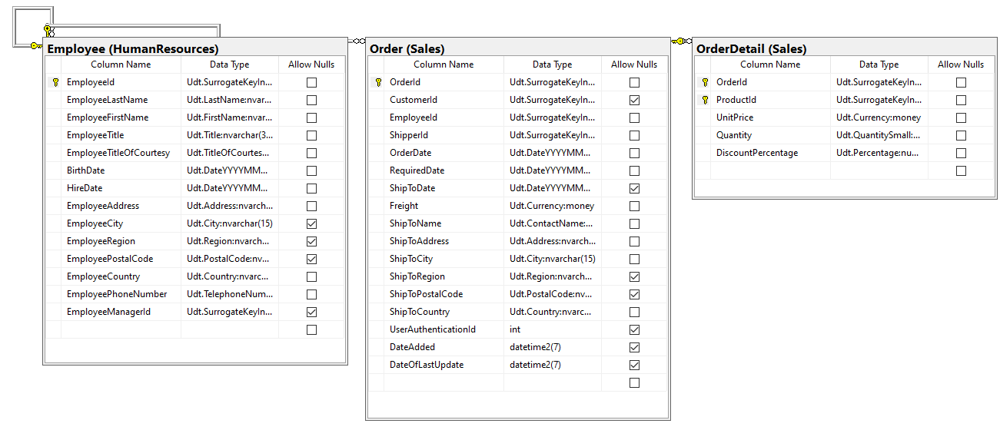 Employee (HumanResources)
Column Name Data Type Allow Nulls
EmployeeId Udt.SurrogateKeyIn...
EmployeeLastName Udt.LastName:nvar...
EmployeeFirstName Udt.FirstName:nvar...
EmployeeTitle Udt.Title:nvarchar(3...
EmployeeTitleOfCourtesy Udt.TitleOfCourtes...
BirthDate Udt.DateYYYYMM...
HireDate Udt.DateYYYYMM...
EmployeeAddress Udt.Address:nvarch...
EmployeeCity Udt.City:nvarchar(15)
EmployeeRegion Udt.Region:nvarch...
EmployeePostalCode Udt.PostalCode:nv...
EmployeeCountry Udt.Country:nvarc...
EmployeePhoneNumber Udt.TelephoneNum...
EmployeeManagerId Udt.SurrogateKeyIn...
Order (Sales)
Column Name Data Type Allow Nulls
OrderId Udt.SurrogateKeyIn...
CustomerId Udt.SurrogateKeyIn...
EmployeeId Udt.SurrogateKeyIn...
ShipperId Udt.SurrogateKeyIn...
OrderDate Udt.DateYYYYMM...
RequiredDate Udt.DateYYYYMM...
ShipToDate Udt.DateYYYYMM...
Freight Udt.Currency:money
ShipToName Udt.ContactName:...
ShipToAddress Udt.Address:nvarch...
ShipToCity Udt.City:nvarchar(15)
ShipToRegion Udt.Region:nvarch...
ShipToPostalCode Udt.PostalCode:nv...
ShipToCountry Udt.Country:nvarc...
UserAuthenticationId int
DateAdded datetime2(7)
DateOfLastUpdate datetime2(7)
OrderDetail (Sales)
Column Name Data Type Allow Nulls
OrderId Udt.SurrogateKeyIn...
ProductId Udt.SurrogateKeyIn...
UnitPrice Udt.Currency:money
Quantity Udt.QuantitySmall:...
DiscountPercentage Udt.Percentage:nu...